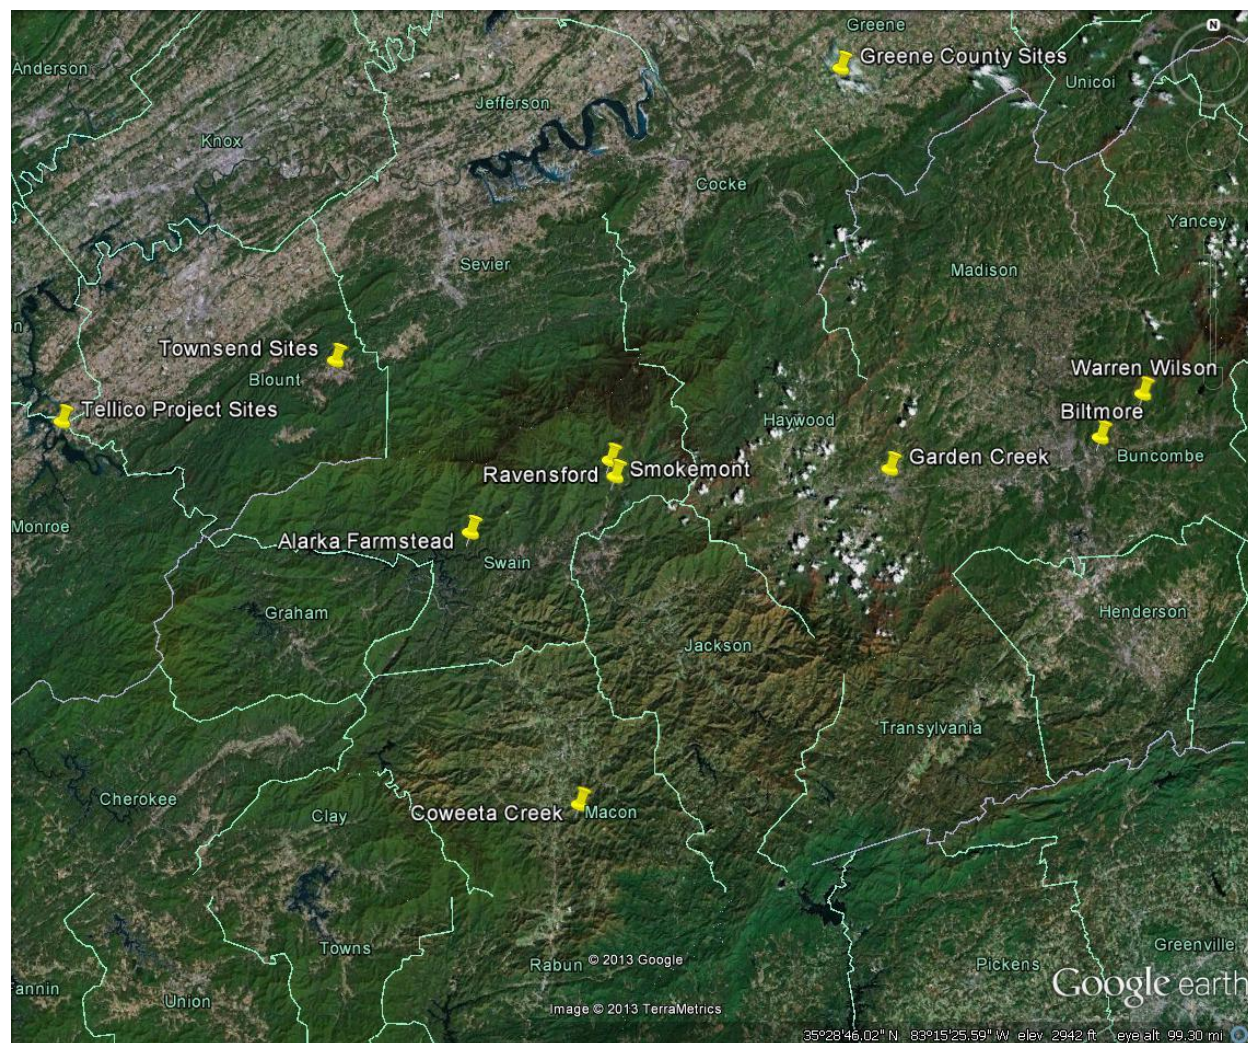 N
Greene
Greene County Sites
Anderson
Unicoi
Jefferson
Knox
Cocke
Yancey
Sevier
Madison
Townsend Sites
Blount
Warren Wilson
Tellico Project Sites
Biltmore
Haywood
Garden Creek
Buncombe
Ravensford
Smokemont
Monroe
Alarka Farmstead
Swain
Graham
Henderson
Jackson
Transylvania
Cherokee
Coweeta Creek
Macon
Clay
Towns
Rabun
© 2013 Google
Pickens
Greenville
Union
Google earth
Image © 2013 TerraMetrics
35°28'46.02" N 83°15'25.59" W elev 2942 ft eye alt 99.30 mi